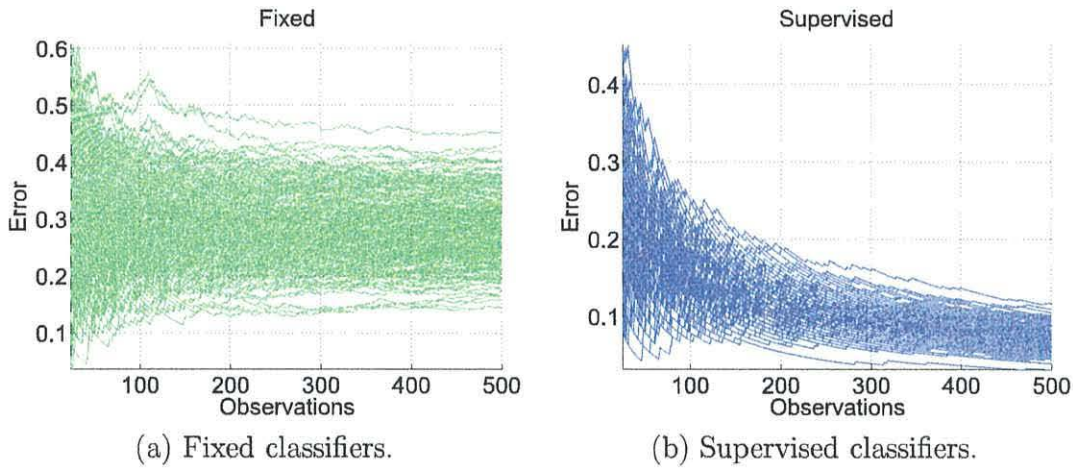 Fixed
Supervised
0.6
0.5
0.4
0.3
0.2
0.1
Error
100
200
300
400
500
Observations
0.4
0.3
0.2
0.1
Error
100
200
300
400
500
Observations
(a) Fixed classifiers.
(b) Supervised classifiers.